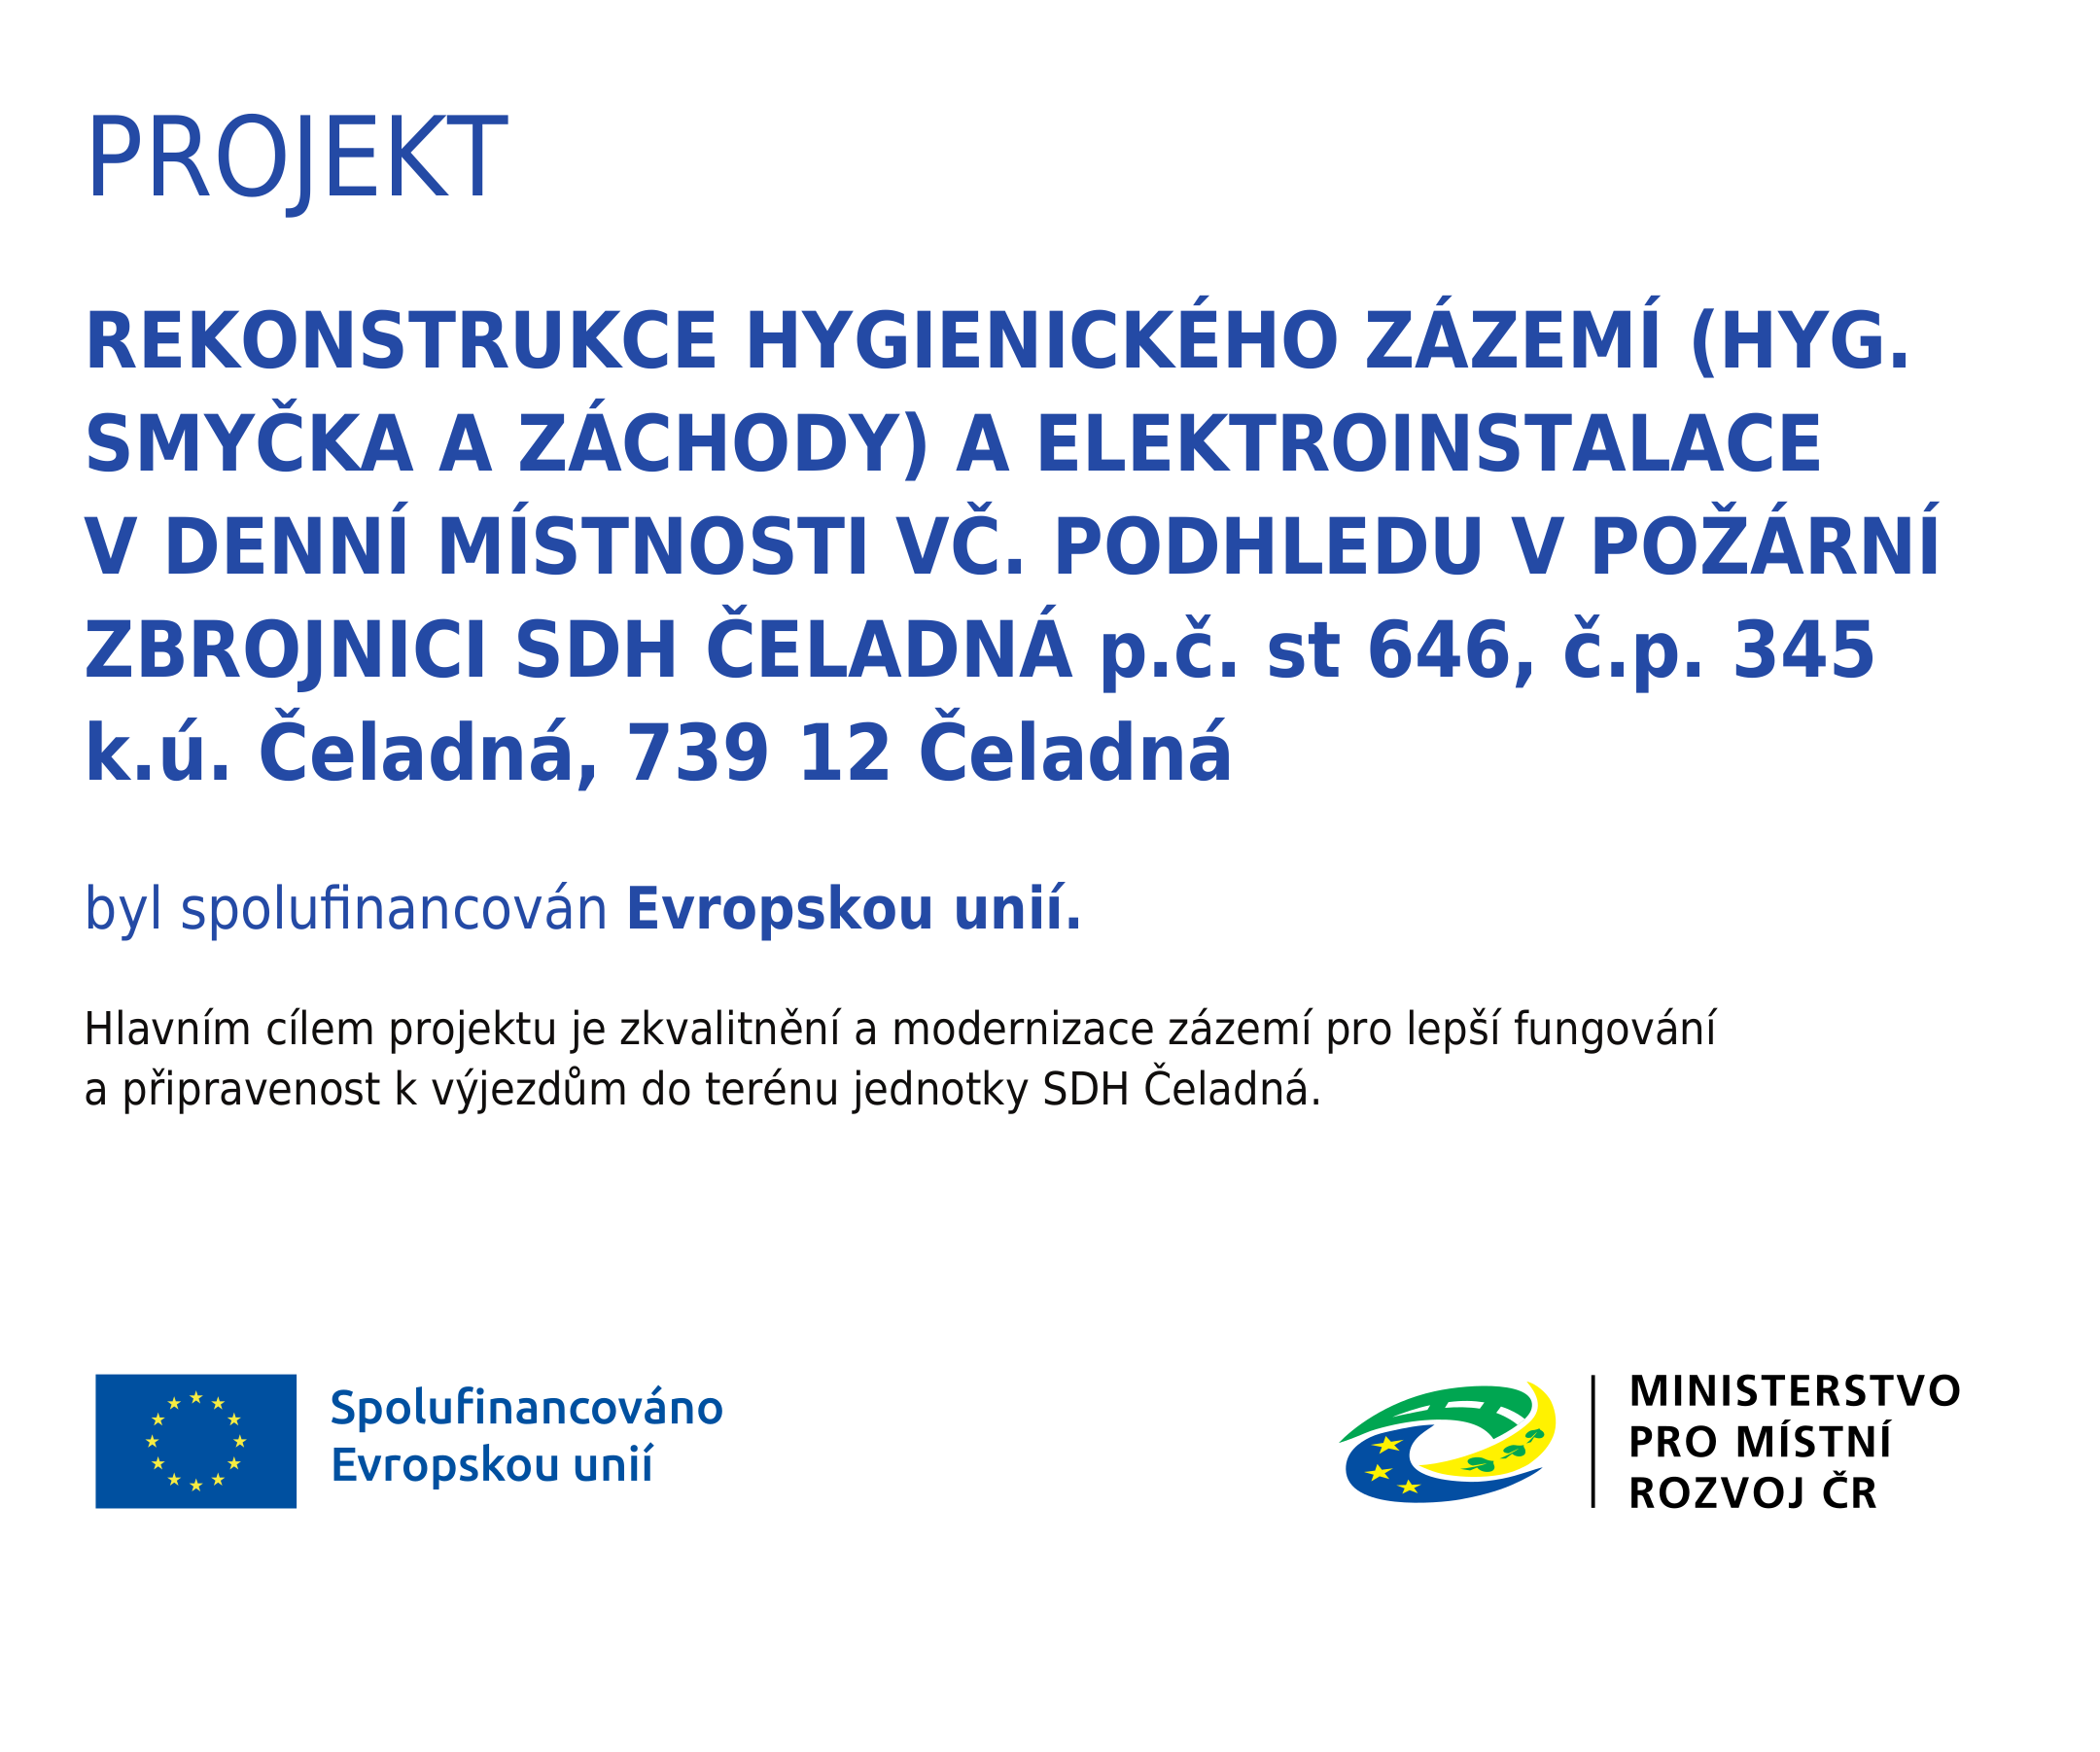 PROJEKT
REKONSTRUKCE HYGIENICKÉHO ZÁZEMÍ (HYG.
SMYČKA A ZÁCHODY) A ELEKTROINSTALACE
V DENNÍ MÍSTNOSTI VČ. PODHLEDU V POŽÁRNÍ
ZBROJNICI SDH ČELADNÁ p.č. st 646, č.p. 345
k.ú. Čeladná, 739 12 Čeladná
byl spolufinancován Evropskou unií.
Hlavním cílem projektu je zkvalitnění a modernizace zázemí pro lepší fungování
a připravenost k výjezdům do terénu jednotky SDH Čeladná.
Spolufinancováno
Evropskou unií
MINISTERSTVO
PRO MÍSTNÍ
ROZVOJ ČR